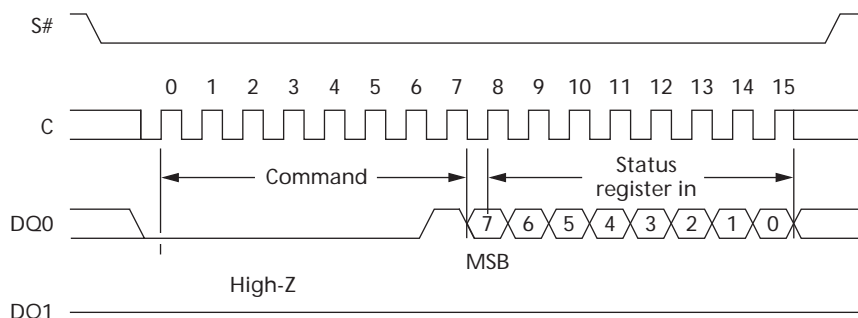 S#
0 1 2 3 4 5 6 7 8 9 10 11 12 13 14 15
C
Command
Status
register in
DQ0
7 6 5 4 3 2 1 0
MSB
High-Z
DQ1